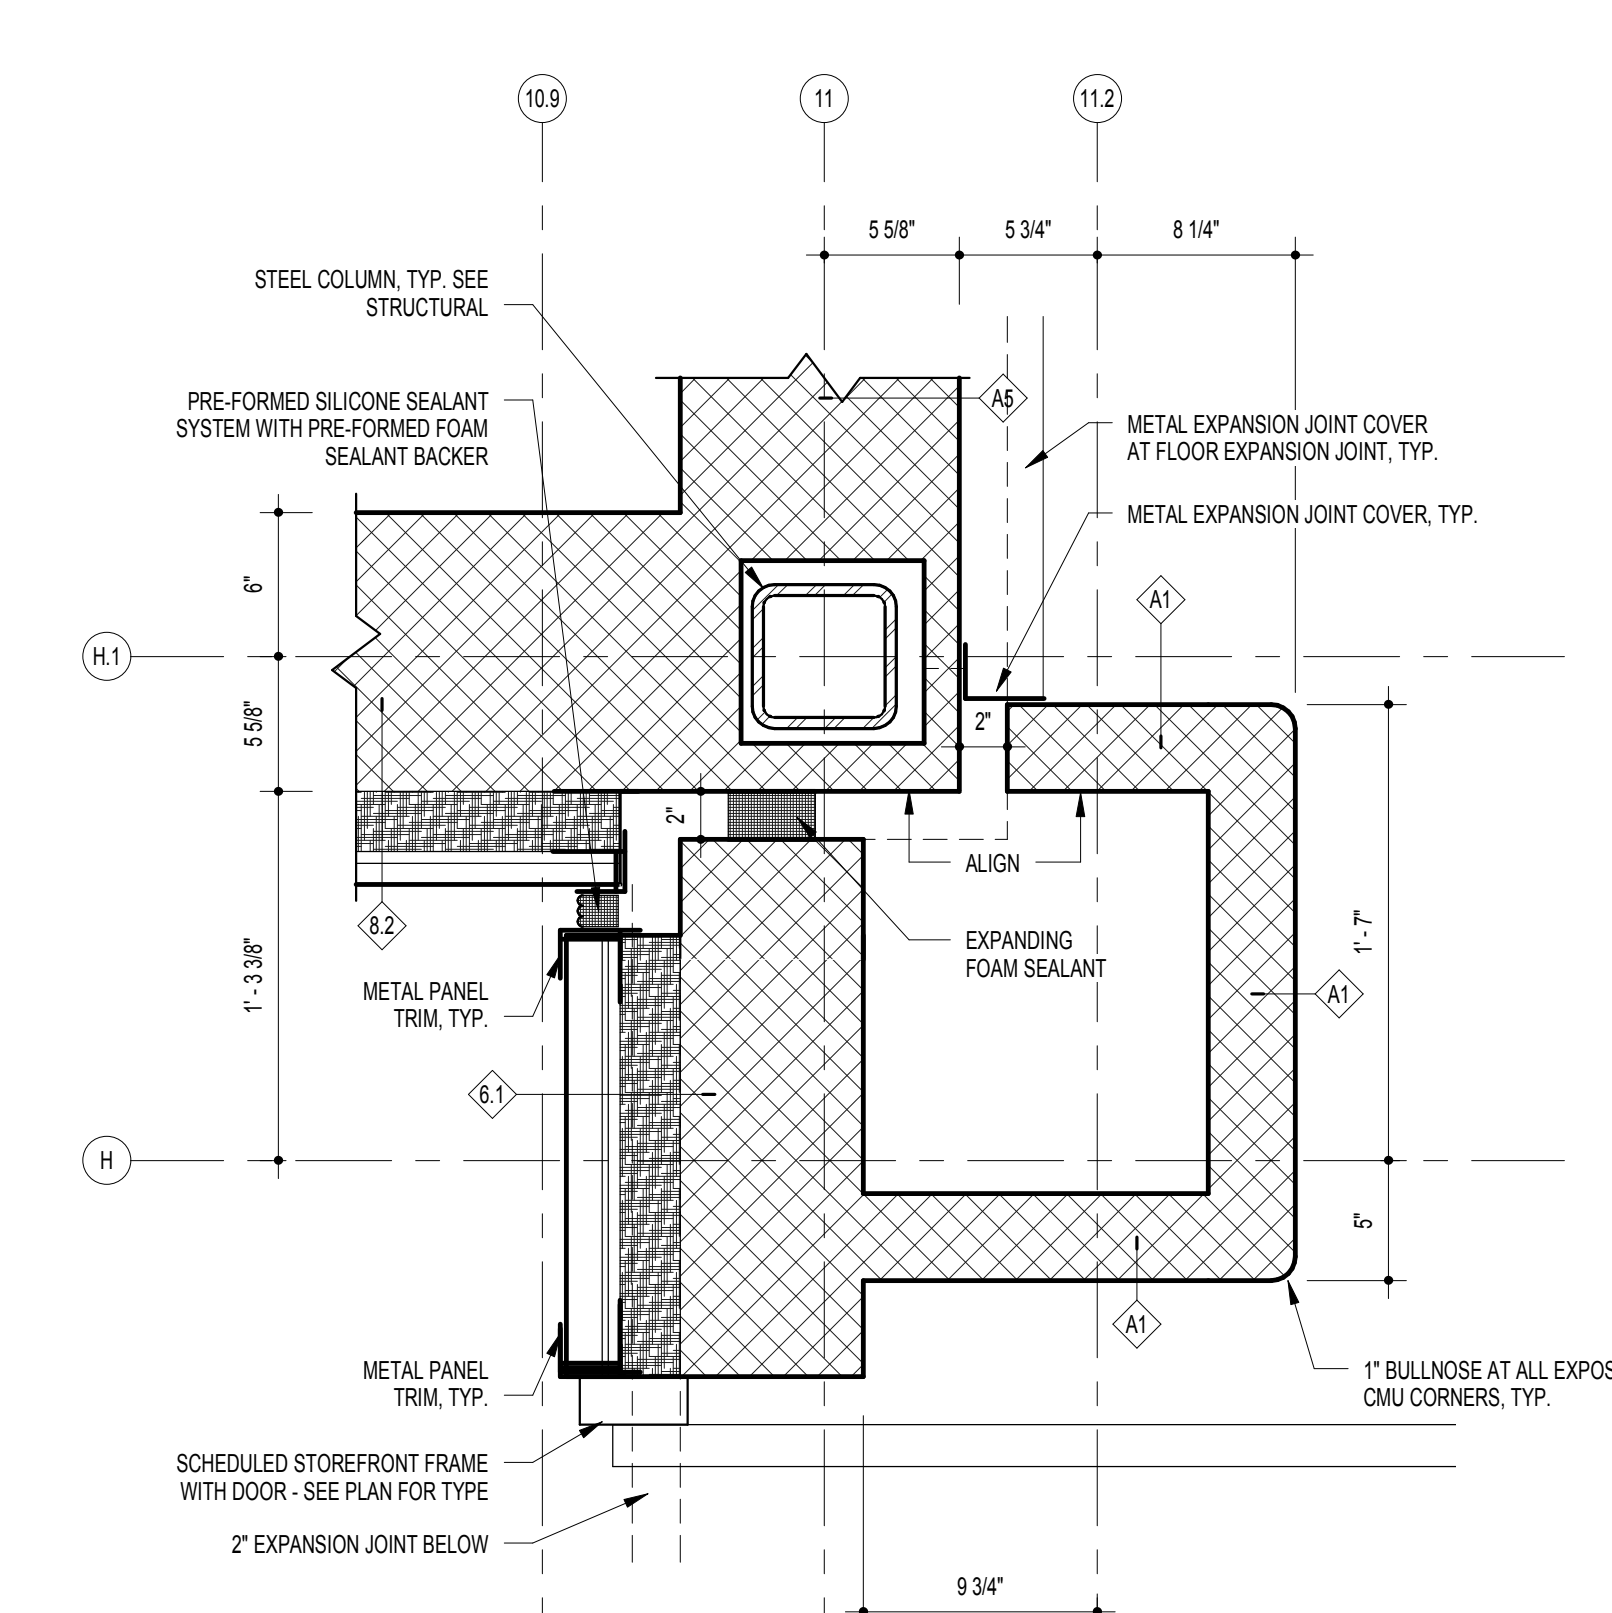 10.9
11
11.2
5 5/8"
5 3/4"
8 1/4"
STEEL COLUMN, TYP. SEE
STRUCTURAL
PRE-FORMED SILICONE SEALANT
SYSTEM WITH PRE-FORMED FOAM
SEALANT BACKER
A5
METAL EXPANSION JOINT COVER
AT FLOOR EXPANSION JOINT, TYP.
METAL EXPANSION JOINT COVER, TYP.
6"
A1
H.1
5 5/8"
2"
2"
ALIGN
8.2
1' - 3 3/8"
1' - 7"
EXPANDING
FOAM SEALANT
METAL PANEL
TRIM, TYP.
A1
6.1
H
5"
A1
METAL PANEL
TRIM, TYP.
1" BULLNOSE AT ALL EXPOS
CMU CORNERS, TYP.
SCHEDULED STOREFRONT FRAME
WITH DOOR - SEE PLAN FOR TYPE
2" EXPANSION JOINT BELOW
9 3/4"